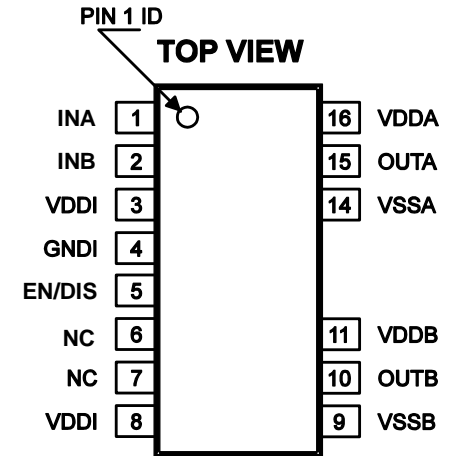 PIN 1 ID
TOP VIEW
INA 1 16 VDDA
INB 2 15 OUTA
VDDI 3 14 VSSA
GNDI 4
EN/DIS 5
NC 6 11 VDDB
NC 7 10 OUTB
VDDI 8 9 VSSB